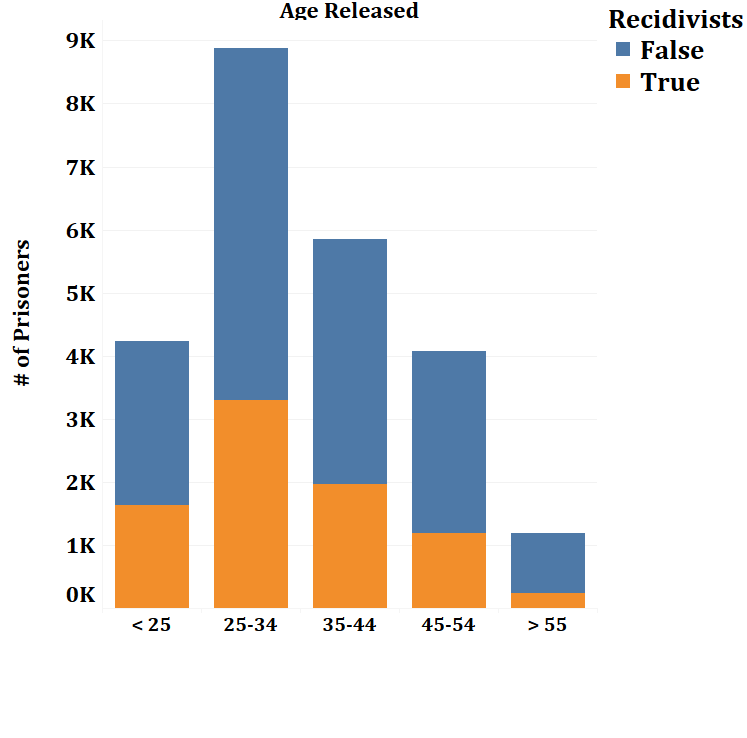 Age Released
Recidivists
False
True
# of Prisoners
9K
8K
7K
6K
5K
4K
3K
2K
1K
0K
< 25 25-34 35-44 45-54 > 55